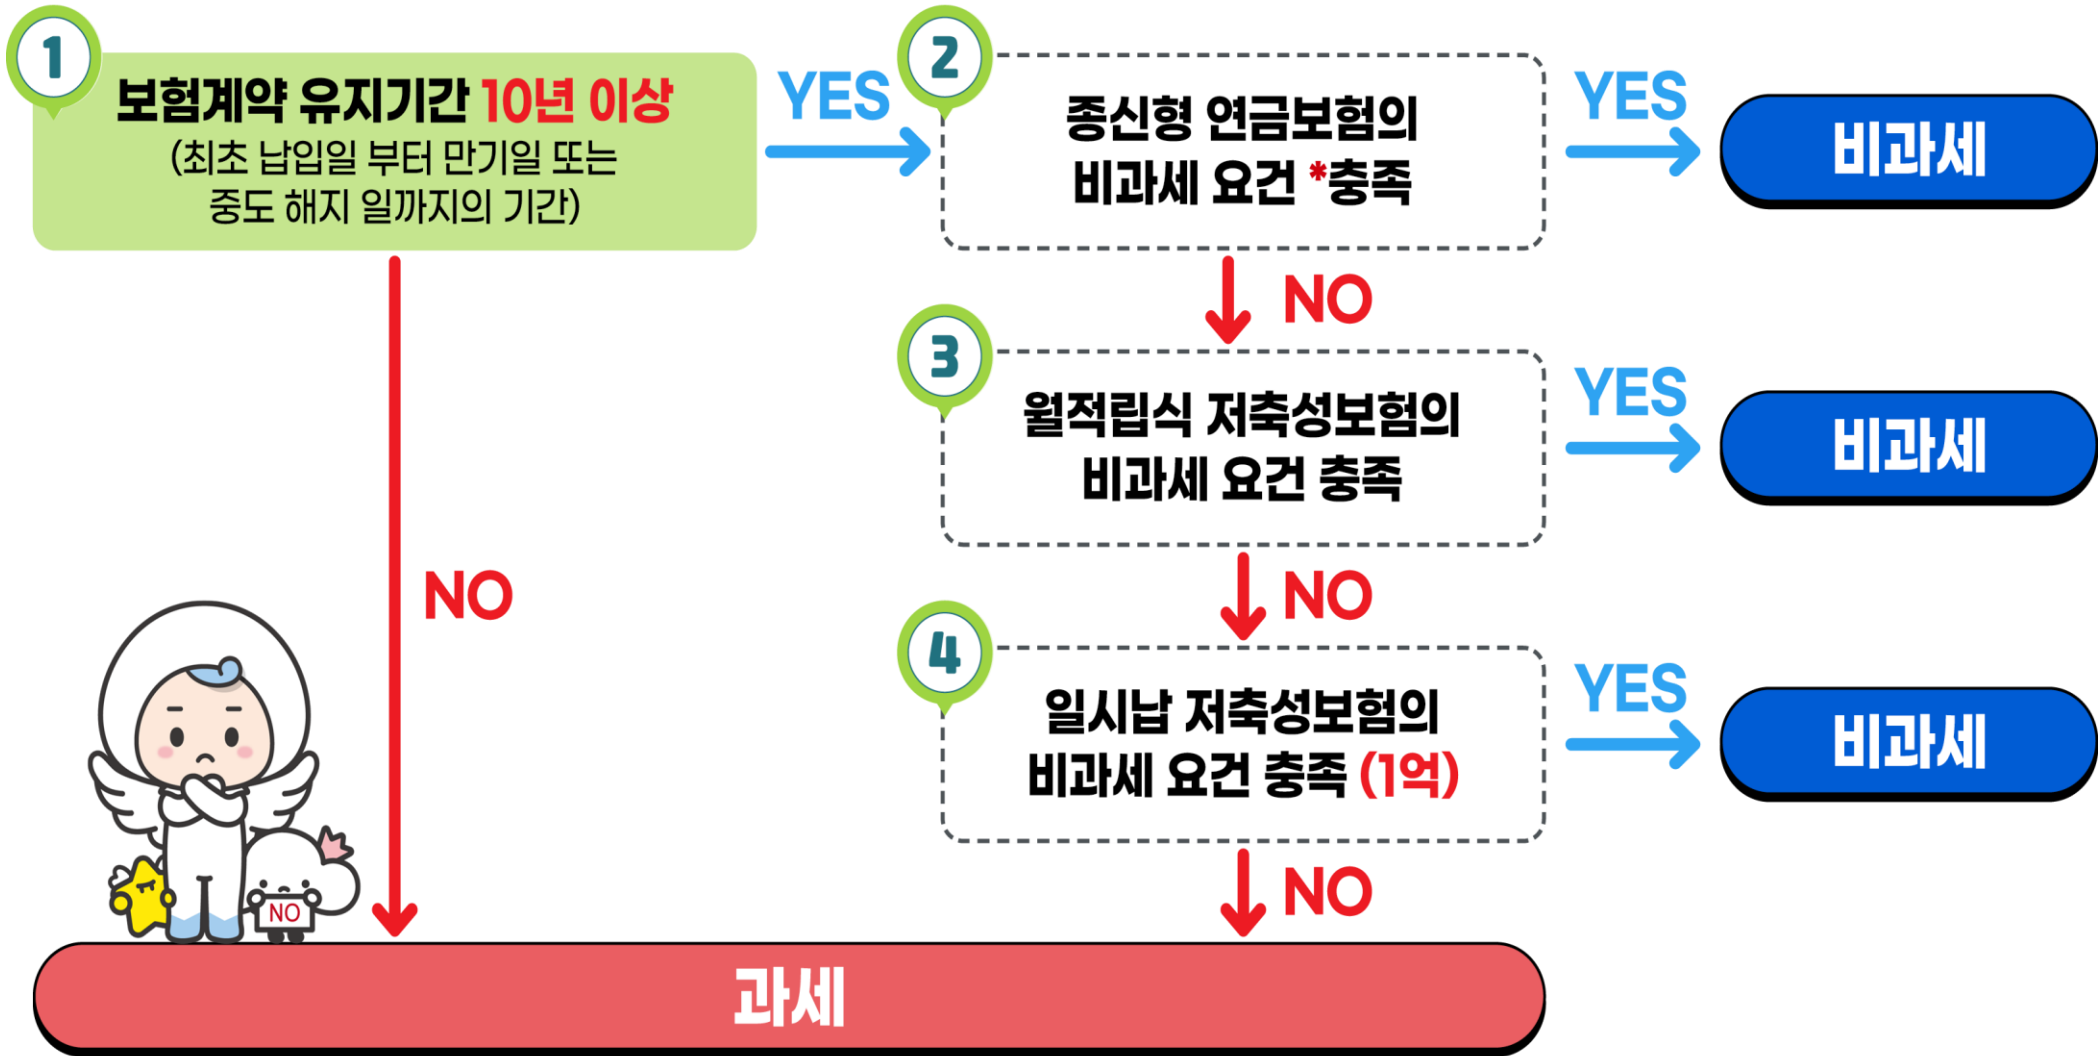 1
보험계약 유지기간 10년 이상
(최초 납입일 부터 만기일 또는
중도 해지 일까지의 기간)
YES
2
종신형 연금보험의
비과세 요건 *충족
YES
비과세
NO
3
월적립식 저축성보험의
비과세 요건 충족
YES
비과세
NO
NO
4
일시납 저축성보험의
비과세 요건 충족 (1억)
YES
비과세
NO
NO
과세